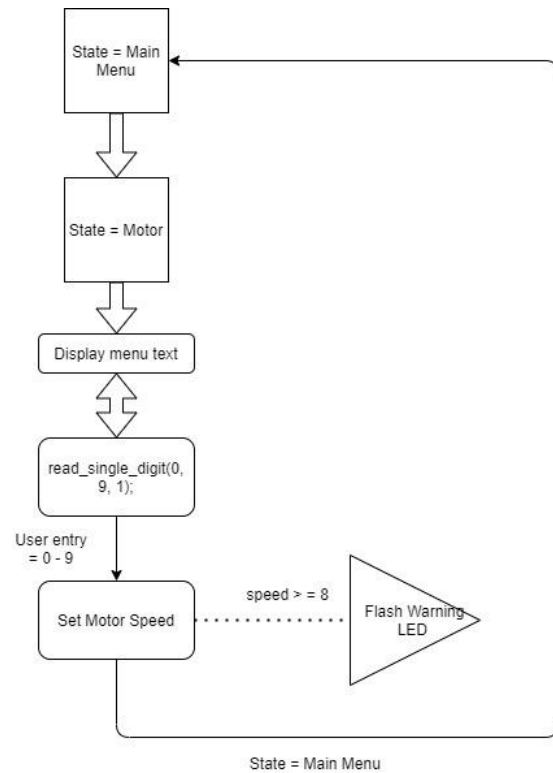 State = Main
Menu
State = Motor
Display menu text
read_single_digit(0,
9, 1);
User entry
= 0 - 9
Set Motor Speed
speed > = 8
Flash Warning
LED
State = Main Menu